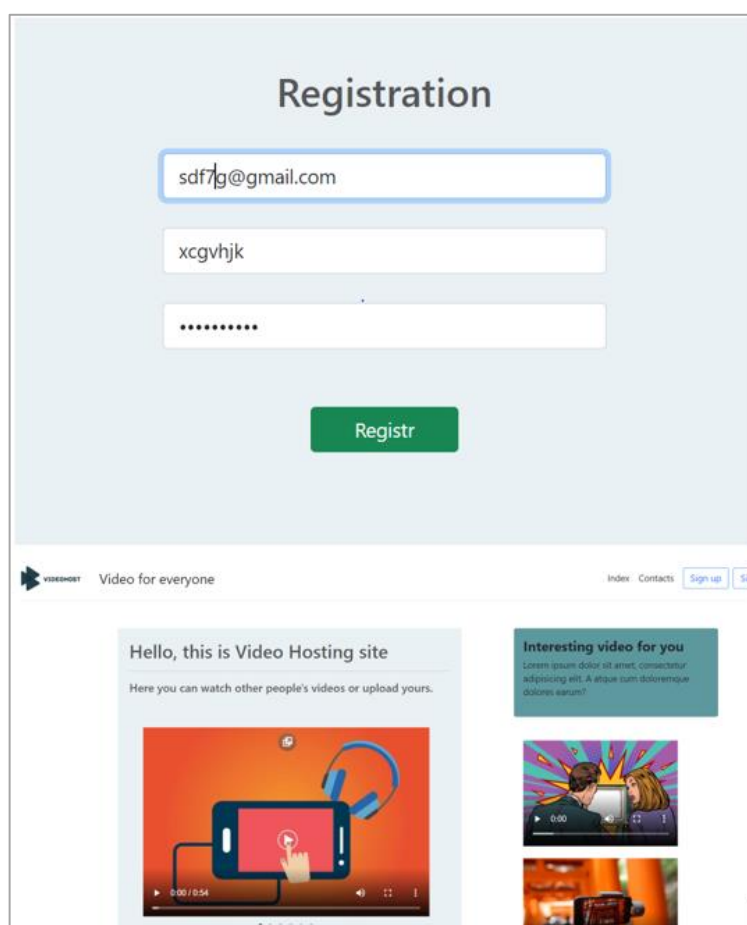 Registration
sdf7g@gmail.com
xcgvhjk
••••••••••
Registr
VIDEOHOST Video for everyone Index Contacts Sign up
Hello, this is Video Hosting site
Here you can watch other people's videos or upload yours.
0:00 / 0:54
Interesting video for you
Lorem ipsum dolor sit amet, consectetur
adipisicing elit. A atque cum doloremque
dolores earum?
0:00